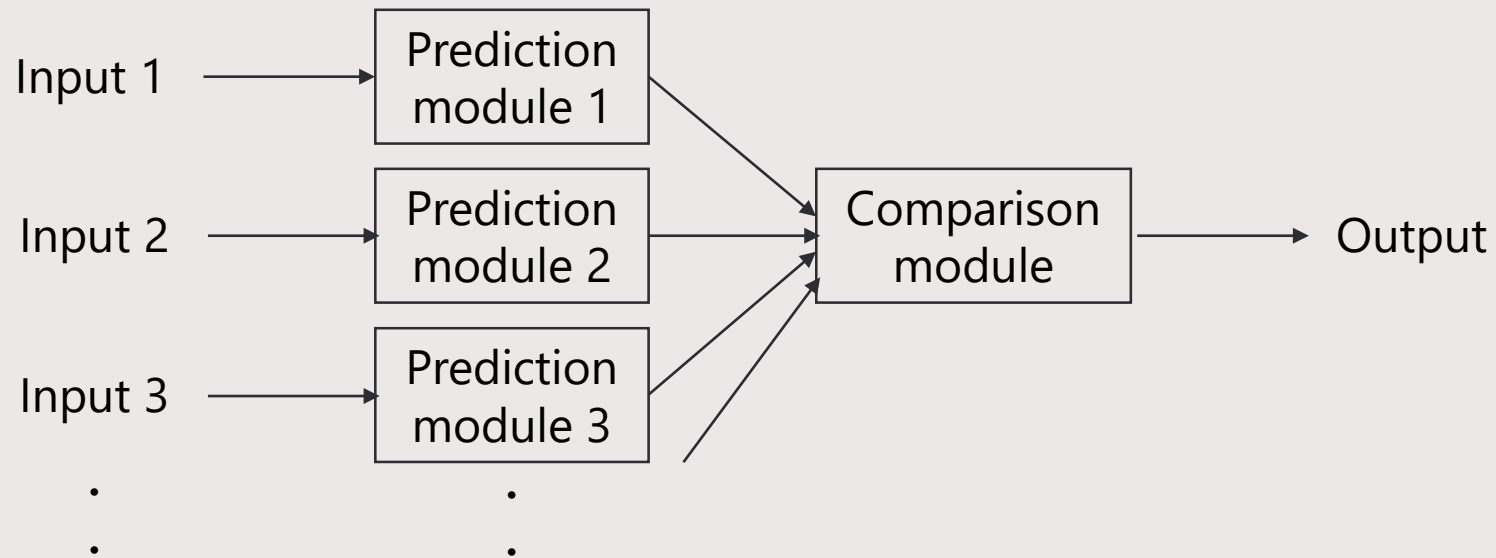 Input 1
Prediction
module 1
Input 2
Prediction
module 2
Comparison
module
Output
Input 3
Prediction
module 3
.
.
.
.